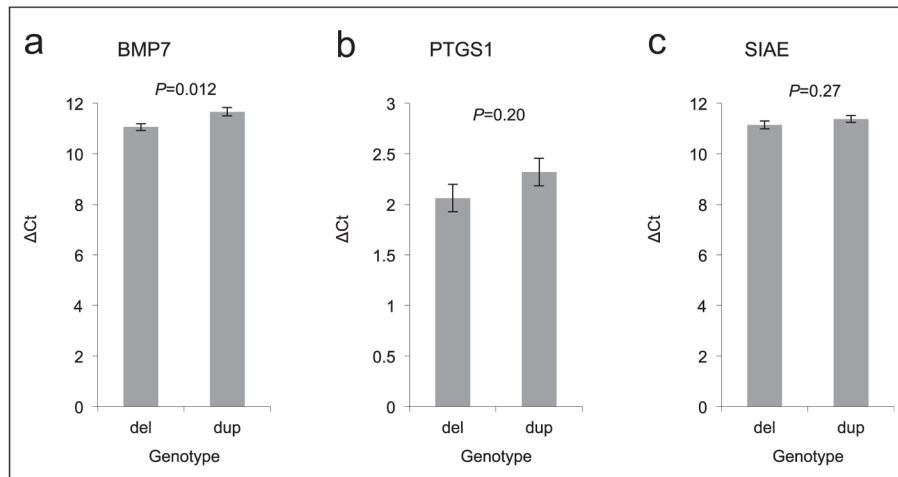 a BMP7
P=0.012
12
10
8
6
4
2
0
ΔCt
del dup
Genotype
b PTGS1
P=0.20
3
2.5
2
1.5
1
0.5
0
ΔCt
del dup
Genotype
c SIAE
P=0.27
12
10
8
6
4
2
0
ΔCt
del dup
Genotype